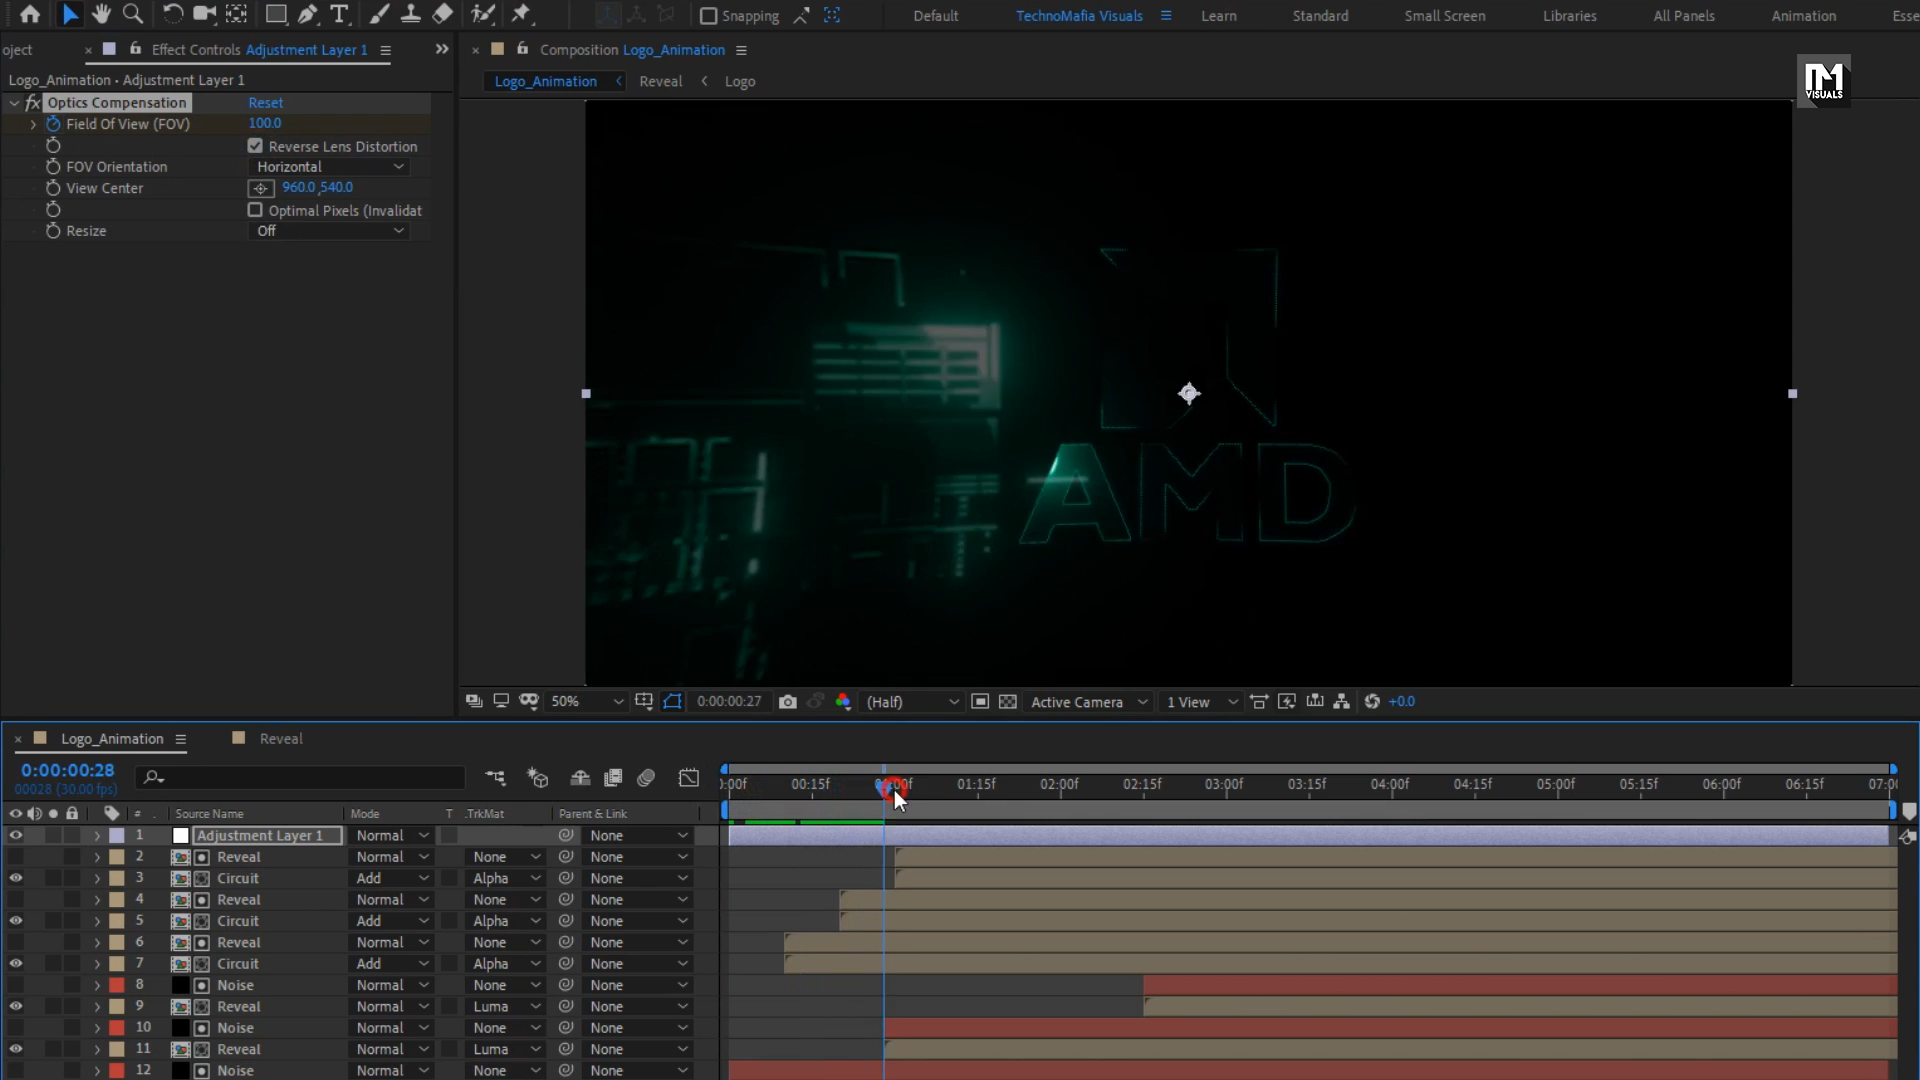 Snapping
Default
TechnoMafia Visuals
Learn
Standard
Small Screen
Libraries
All Panels
Animation
Esse
oject
Effect Controls Adjustment Layer 1
Composition Logo_Animation
Logo_Animation • Adjustment Layer 1
Logo_Animation
Reveal
Logo
VISUALS
fx Optics Compensation
Reset
Field Of View (FOV)
100.0
Reverse Lens Distortion
FOV Orientation
Horizontal
View Center
960.0,540.0
Optimal Pixels (Invalidat
Resize
Off
AMD
50%
0:00:00:27
(Half)
Active Camera
1 View
+0.0
Logo_Animation
Reveal
0:00:00:28
00028 (30.00 fps)
):00f 00:15f 01:15f 02:00f 02:15f 03:00f 03:15f 04:00f 04:15f 05:00f 05:15f 06:00f 06:15f 07:00
# Source Name Mode T .TrkMat Parent & Link
1 Adjustment Layer 1 Normal None
2 Reveal Normal None None
3 Circuit Add Alpha None
4 Reveal Normal None None
5 Circuit Add Alpha None
6 Reveal Normal None None
7 Circuit Add Alpha None
8 Noise Normal None None
9 Reveal Normal Luma None
10 Noise Normal None None
11 Reveal Normal Luma None
12 Noise Normal None None